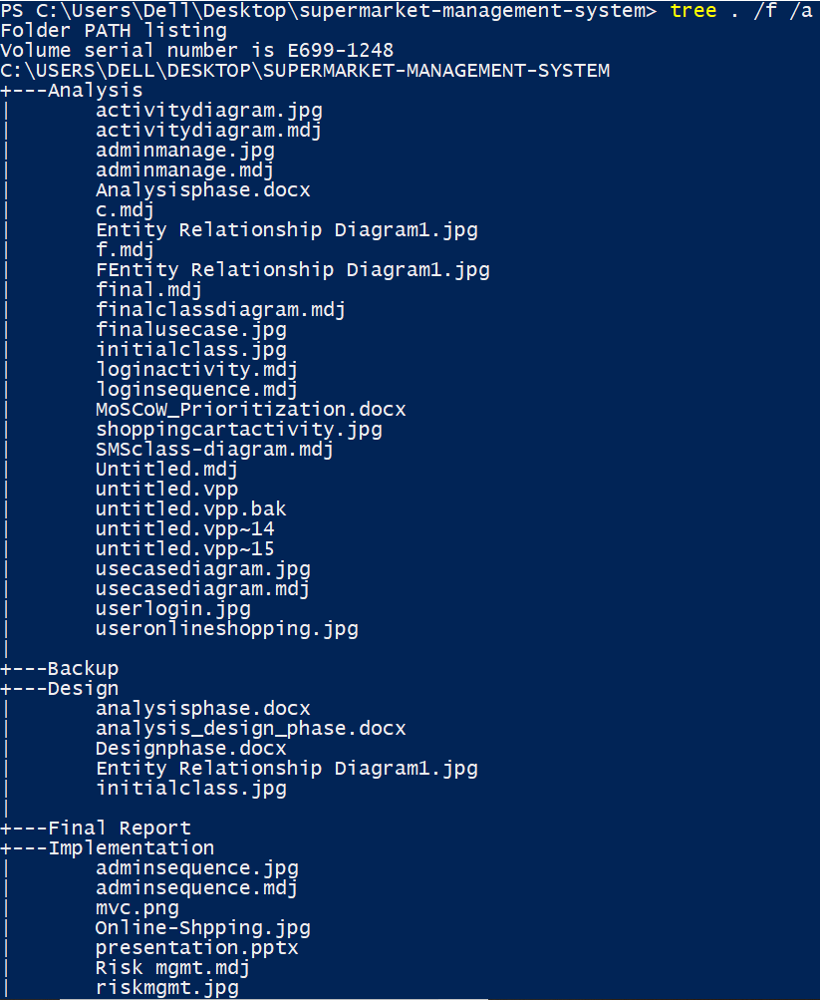 PS C:\Users\Dell\Desktop\supermarket-management-system> tree . /f /a
Folder PATH listing
Volume serial number is E699-1248
C:\USERS\DELL\DESKTOP\SUPERMARKET-MANAGEMENT-SYSTEM
+---Analysis
|       activitydiagram.jpg
|       activitydiagram.mdj
|       adminmanage.jpg
|       adminmanage.mdj
|       Analysisphase.docx
|       c.mdj
|       Entity Relationship Diagram1.jpg
|       f.mdj
|       FEntity Relationship Diagram1.jpg
|       final.mdj
|       finalclassdiagram.mdj
|       finalusecase.jpg
|       initialclass.jpg
|       loginactivity.mdj
|       loginsequence.mdj
|       MoSCoW_Prioritization.docx
|       shoppingcartactivity.jpg
|       SMSclass-diagram.mdj
|       Untitled.mdj
|       untitled.vpp
|       untitled.vpp.bak
|       untitled.vpp~14
|       untitled.vpp~15
|       usecasediagram.jpg
|       usecasediagram.mdj
|       userlogin.jpg
|       useronlineshopping.jpg
|
+---Backup
+---Design
|       analysisphase.docx
|       analysis_design_phase.docx
|       Designphase.docx
|       Entity Relationship Diagram1.jpg
|       initialclass.jpg
|
+---Final Report
+---Implementation
|       adminsequence.jpg
|       adminsequence.mdj
|       mvc.png
|       Online-Shpping.jpg
|       presentation.pptx
|       Risk mgmt.mdj
|       riskmgmt.jpg